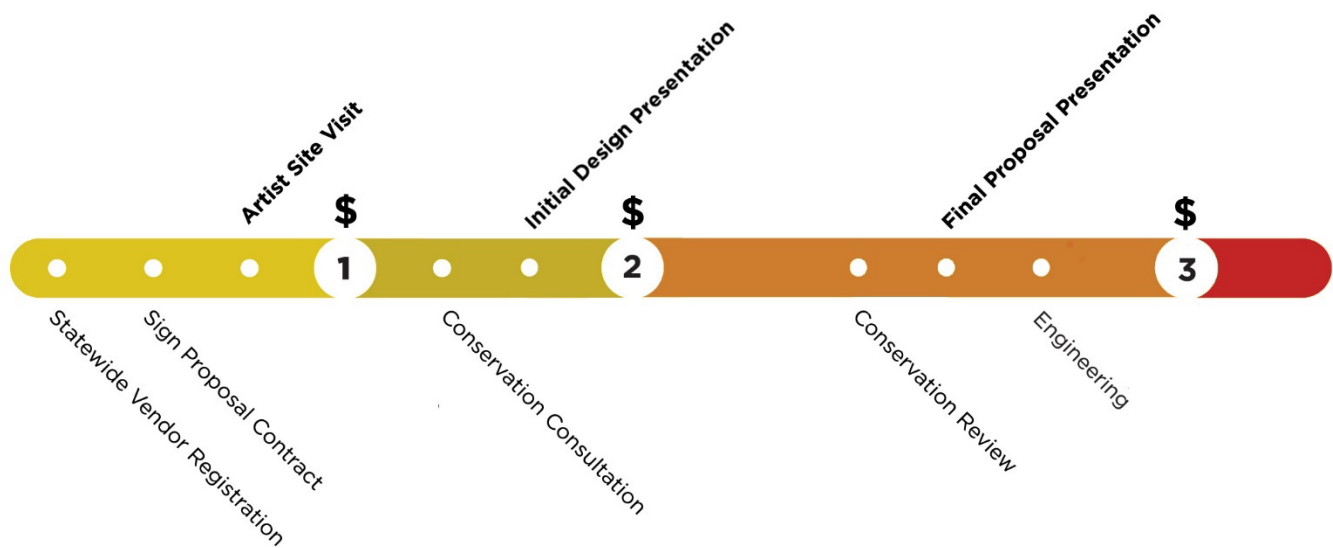 Artist Site Visit
Initial Design Presentation
Final Proposal Presentation
$
$
$
1
2
3
Statewide Vendor Registration
Sign Proposal Contract
Conservation Consultation
Conservation Review
Engineering